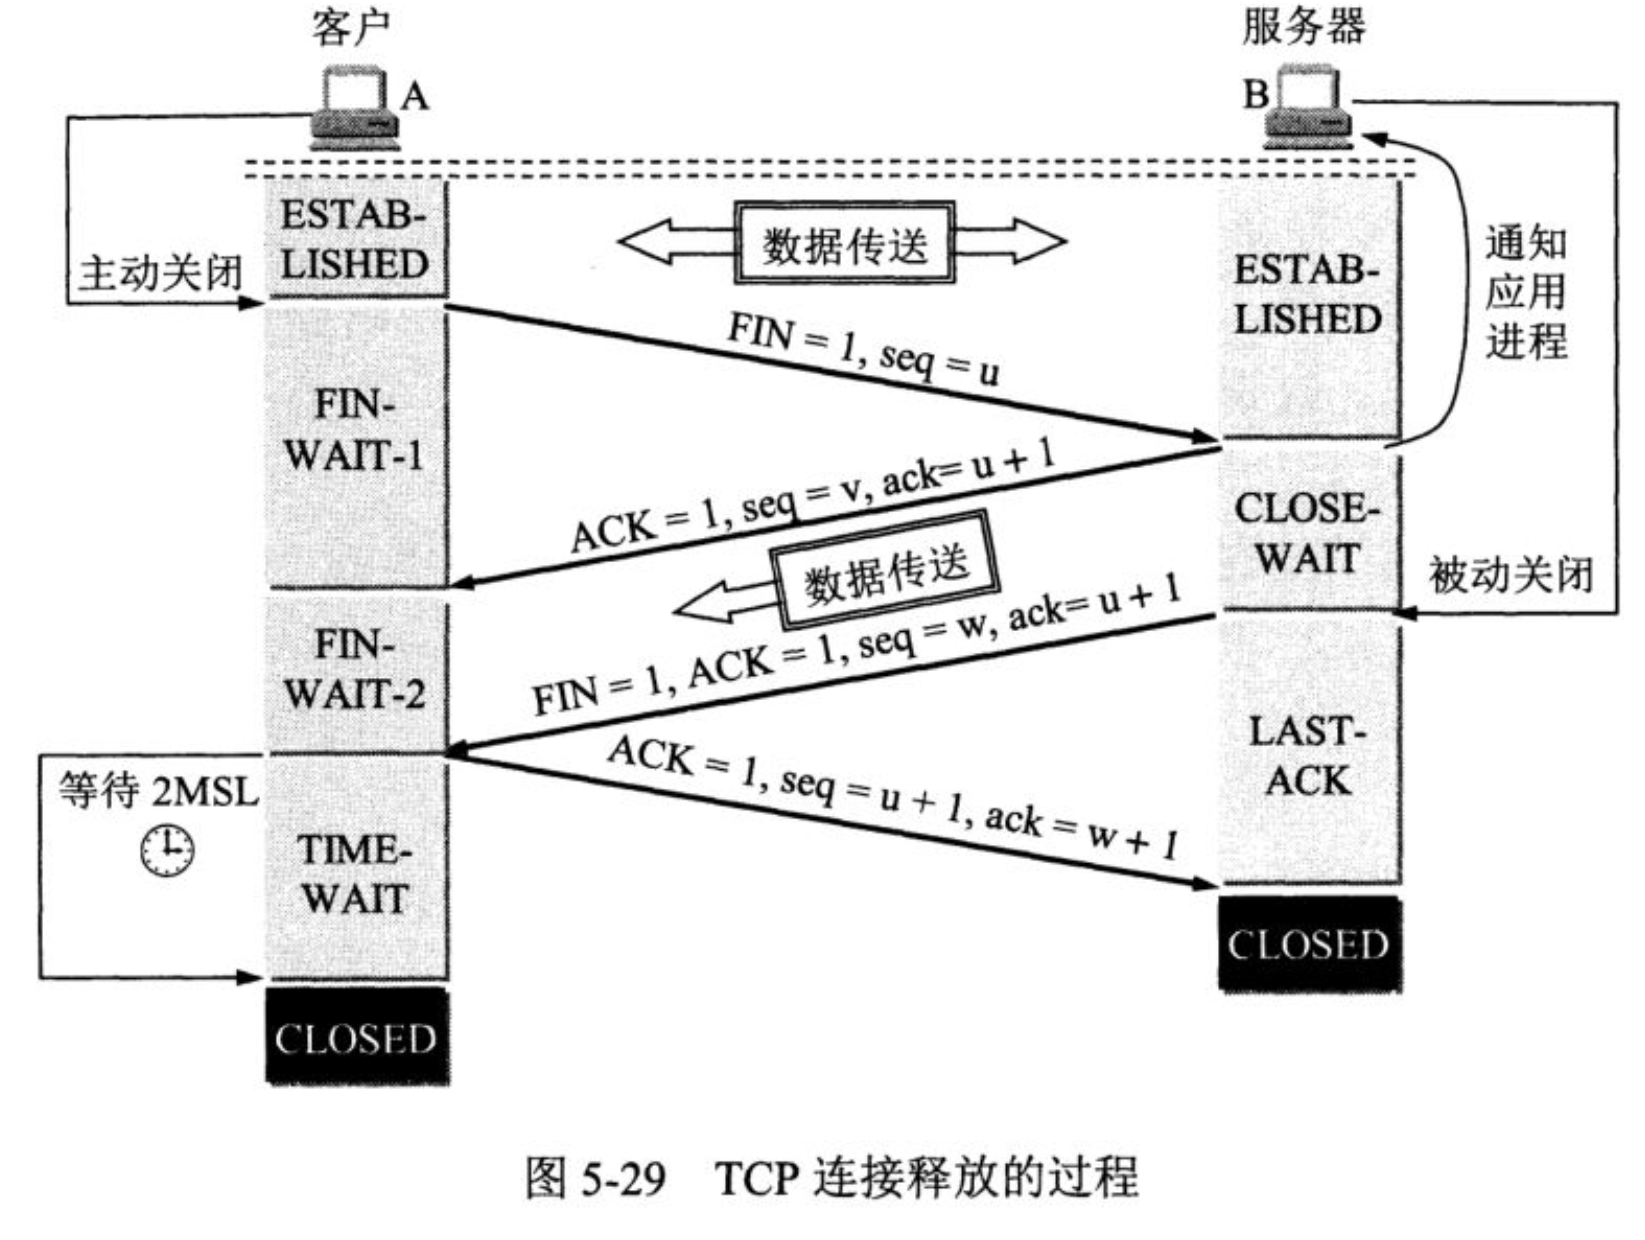 客户
服务器
A
B
ESTAB-
LISHED
数据传送
ESTAB-
LISHED
通知
应用
进程
主动关闭
FIN = 1, seq = u
FIN-
WAIT-1
ACK = 1, seq = v, ack= u + 1
CLOSE-
WAIT
数据传送
被动关闭
FIN-
WAIT-2
FIN = 1, ACK = 1, seq = w, ack= u + 1
LAST-
ACK
ACK = 1, seq = u + 1, ack = w + 1
等待 2MSL
TIME-
WAIT
CLOSED
CLOSED
图 5-29 TCP 连接释放的过程